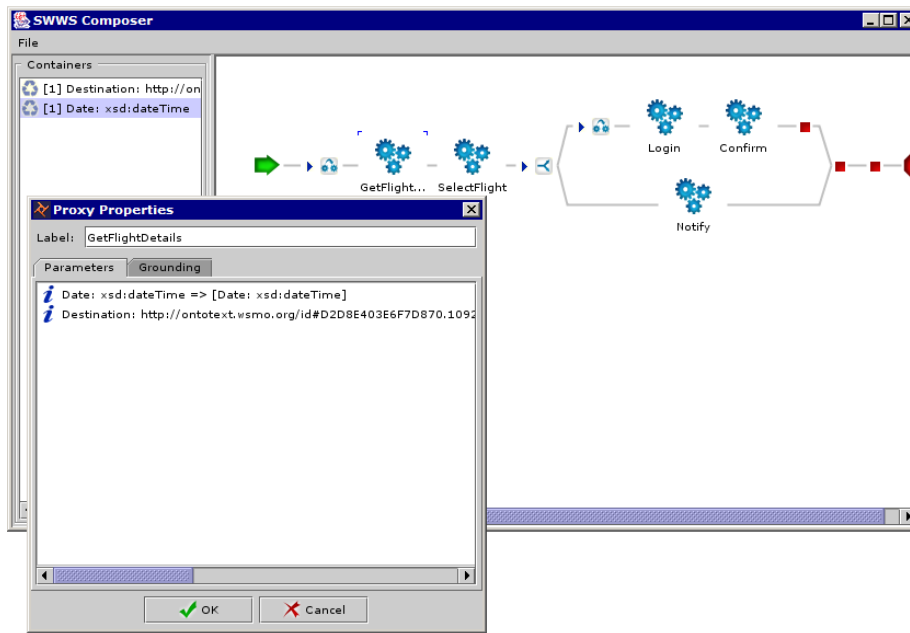 SWWS Composer
File
Containers
[1] Destination: http://on
[1] Date: xsd:dateTime
Login
Confirm
GetFlight...
SelectFlight
Notify
Proxy Properties
Label: GetFlightDetails
Parameters
Grounding
i Date: xsd:dateTime => [Date: xsd:dateTime]
i Destination: http://ontotext.wsmo.org/id#D2D8E403E6F7D870.1092
OK
Cancel